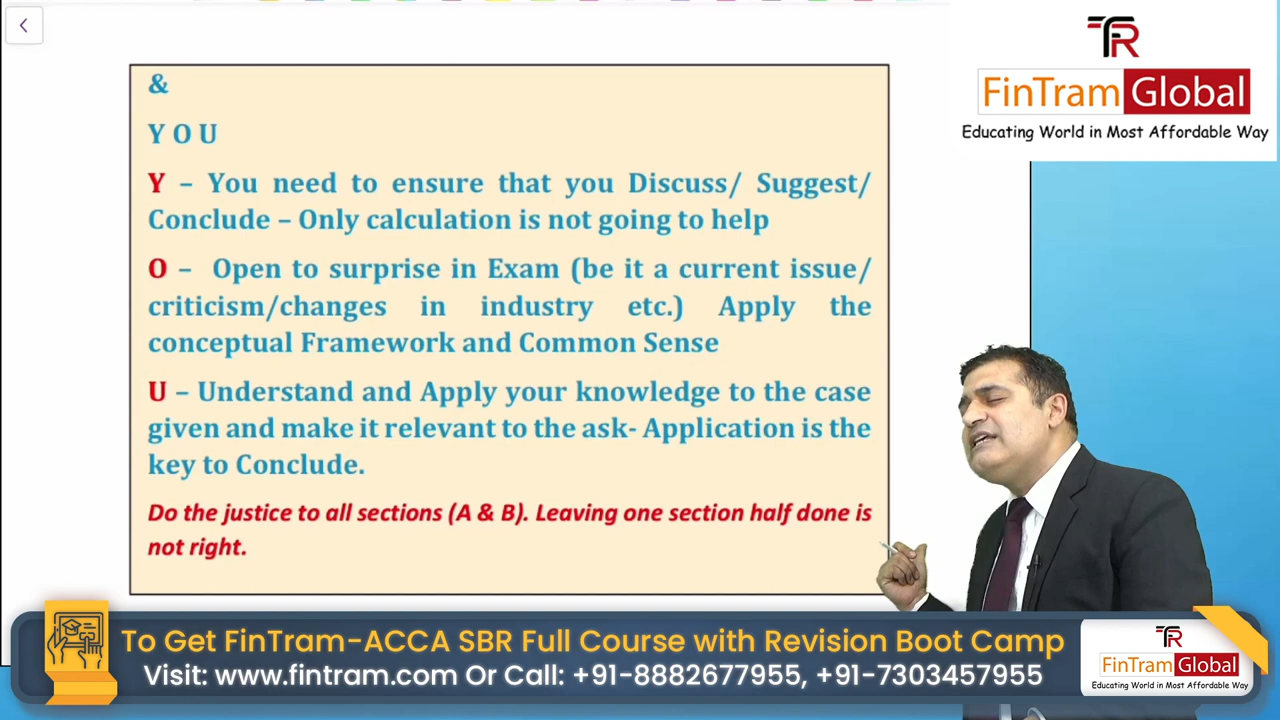 &
Y O U
Y – You need to ensure that you Discuss/ Suggest/
Conclude – Only calculation is not going to help
O – Open to surprise in Exam (be it a current issue/
criticism/changes in industry etc.) Apply the
conceptual Framework and Common Sense
U – Understand and Apply your knowledge to the case
given and make it relevant to the ask- Application is the
key to Conclude.
Do the justice to all sections (A & B). Leaving one section half done is
not right.
TR
FinTram Global
Educating World in Most Affordable Way
To Get FinTram-ACCA SBR Full Course with Revision Boot Camp
Visit: www.fintram.com Or Call: +91-8882677955, +91-7303457955
TR
FinTram Global
Educating World in Most Affordable Way